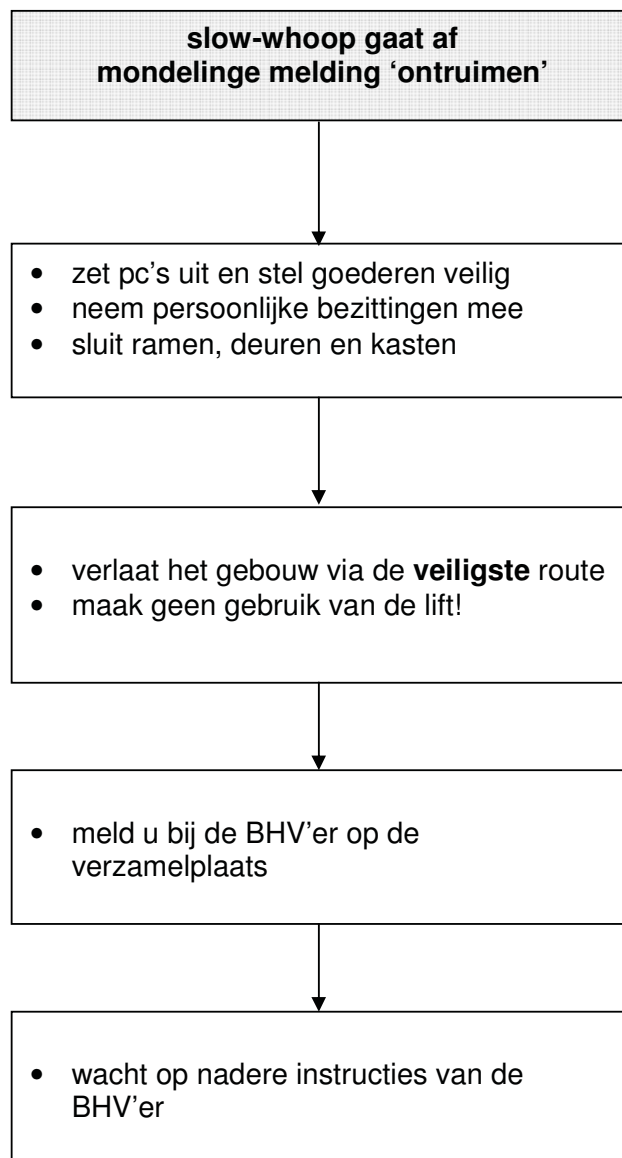 slow-whoop gaat af
mondelinge melding ‘ontruimen’
• zet pc’s uit en stel goederen veilig
• neem persoonlijke bezittingen mee
• sluit ramen, deuren en kasten
• verlaat het gebouw via de veiligste route
• maak geen gebruik van de lift!
• meld u bij de BHV’er op de
verzamelplaats
• wacht op nadere instructies van de
BHV’er